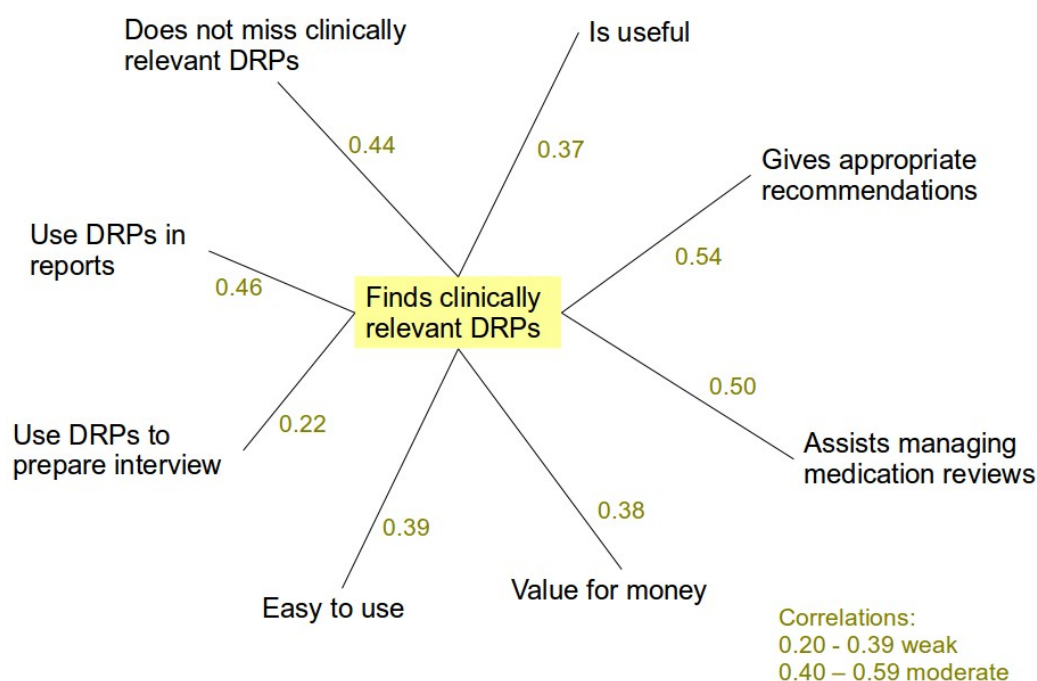 Does not miss clinically
relevant DRPs
Is useful
0.44
0.37
Gives appropriate
recommendations
Use DRPs in
reports
0.46
0.54
Finds clinically
relevant DRPs
0.50
Use DRPs to
prepare interview
0.22
Assists managing
medication reviews
0.39
0.38
Easy to use
Value for money
Correlations:
0.20 - 0.39 weak
0.40 – 0.59 moderate